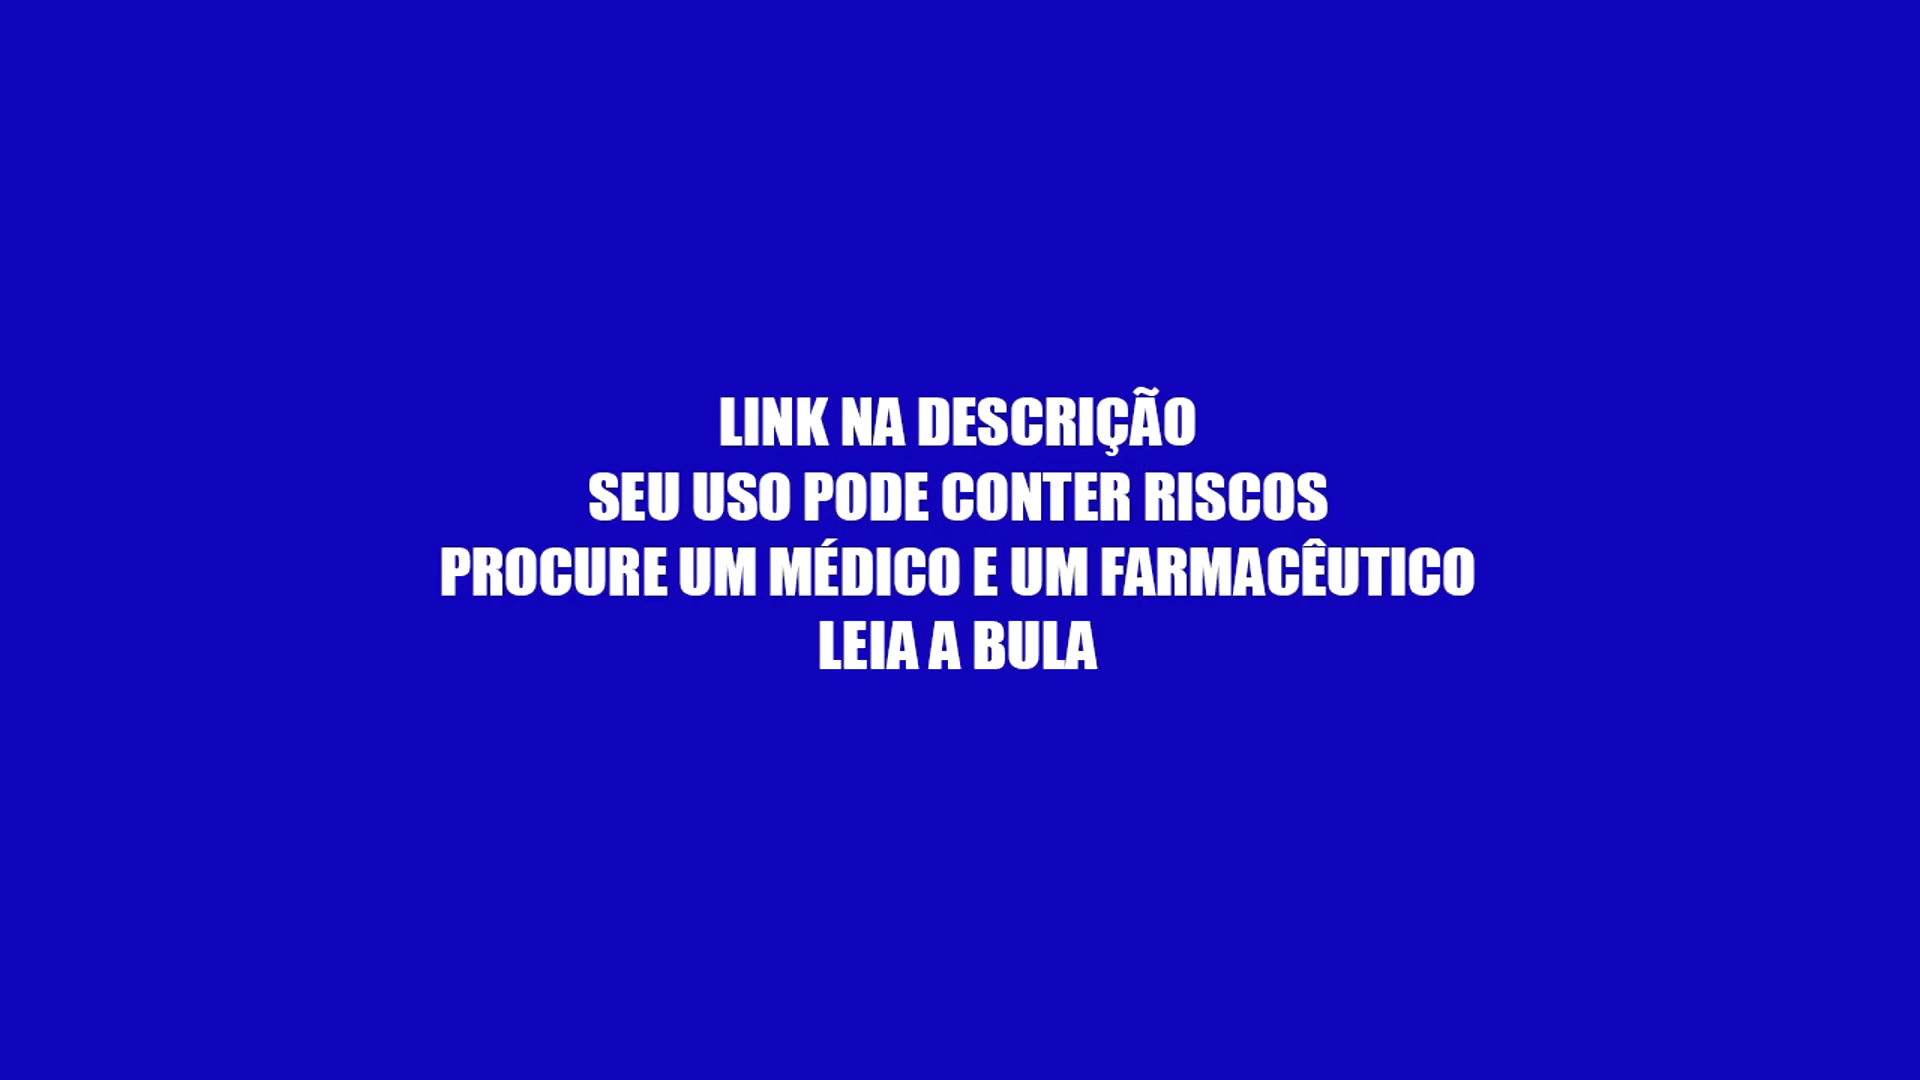 LINK NA DESCRIÇÃO
SEU USO PODE CONTER RISCOS
PROCURE UM MÉDICO E UM FARMACÊUTICO
LEIA A BULA